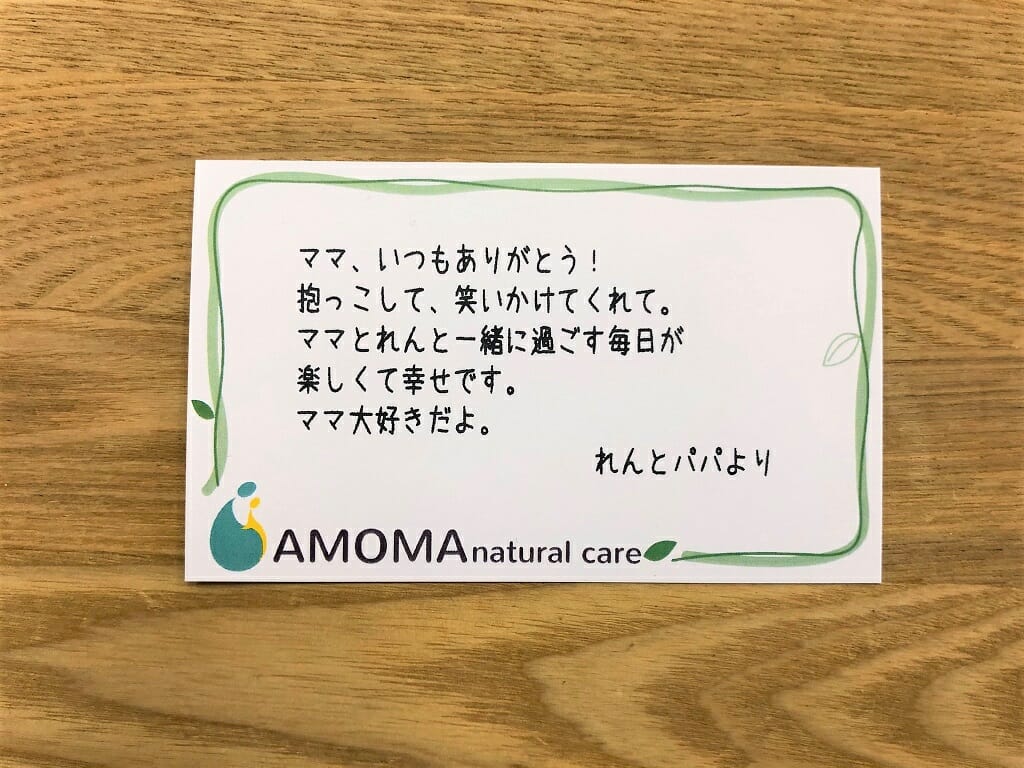 ママ、いつもありがとう！
抱っこして、笑いかけてくれて。
ママとれんと一緒に過ごす毎日が
楽しくて幸せです。
ママ大好きだよ。
れんとパパより
AMOMA natural care